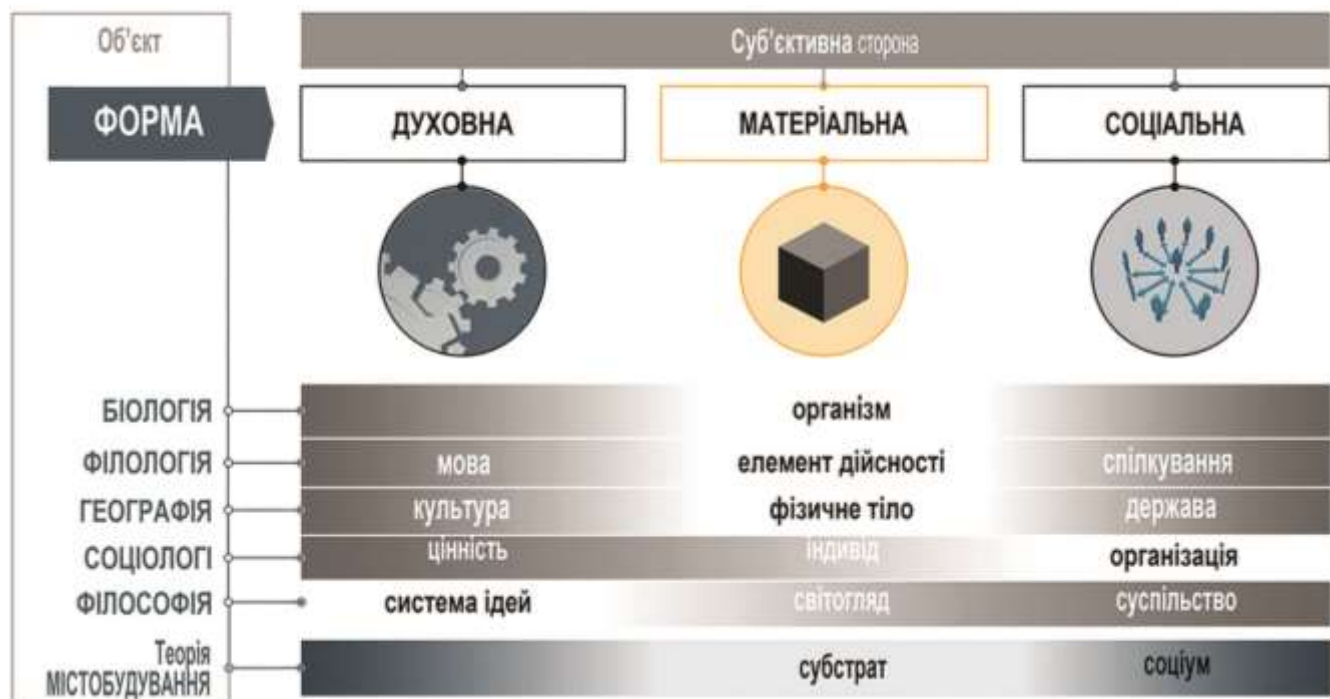 Об’єкт
Суб’єктивна сторона
ФОРМА
ДУХОВНА
МАТЕРІАЛЬНА
СОЦІАЛЬНА
БІОЛОГІЯ
організм
ФІЛОЛОГІЯ
мова
елемент дійсності
спілкування
ГЕОГРАФІЯ
культура
фізичне тіло
держава
СОЦІОЛОГІ
цінність
індивід
організація
ФІЛОСОФІЯ
система ідей
світогляд
суспільство
Теорія
МІСТОБУДУВАННЯ
субстрат
соціум